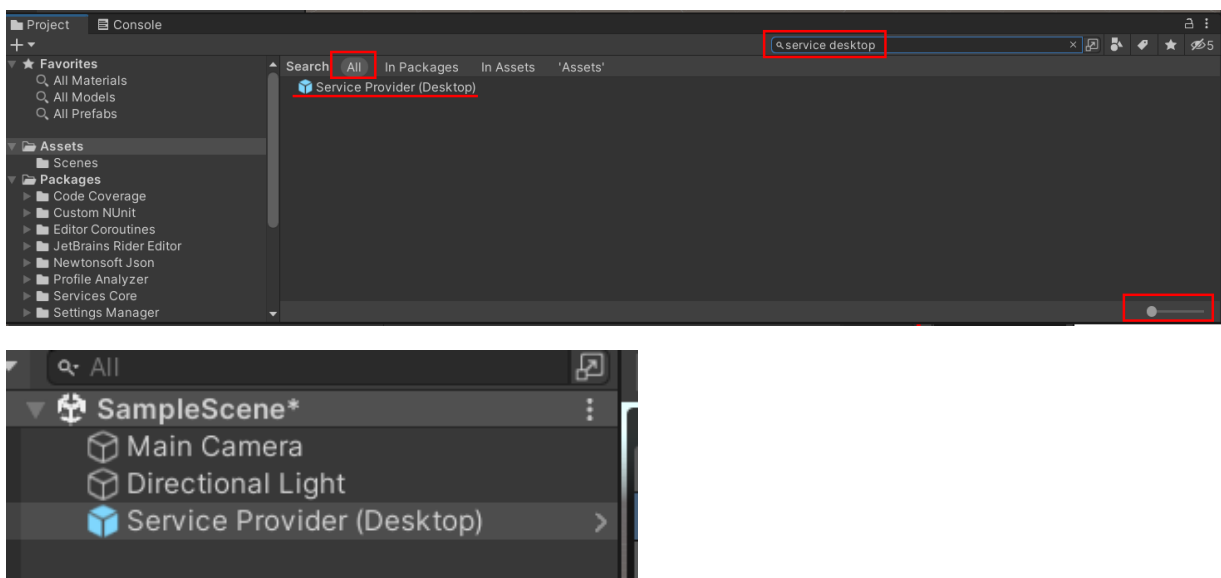 Project Console
service desktop × 5
Favorites
All Materials
All Models
All Prefabs
Assets
Scenes
Packages
Code Coverage
Custom NUnit
Editor Coroutines
JetBrains Rider Editor
Newtonsoft Json
Profile Analyzer
Services Core
Settings Manager
Search: All In Packages In Assets 'Assets'
Service Provider (Desktop)
All
SampleScene*
Main Camera
Directional Light
Service Provider (Desktop)